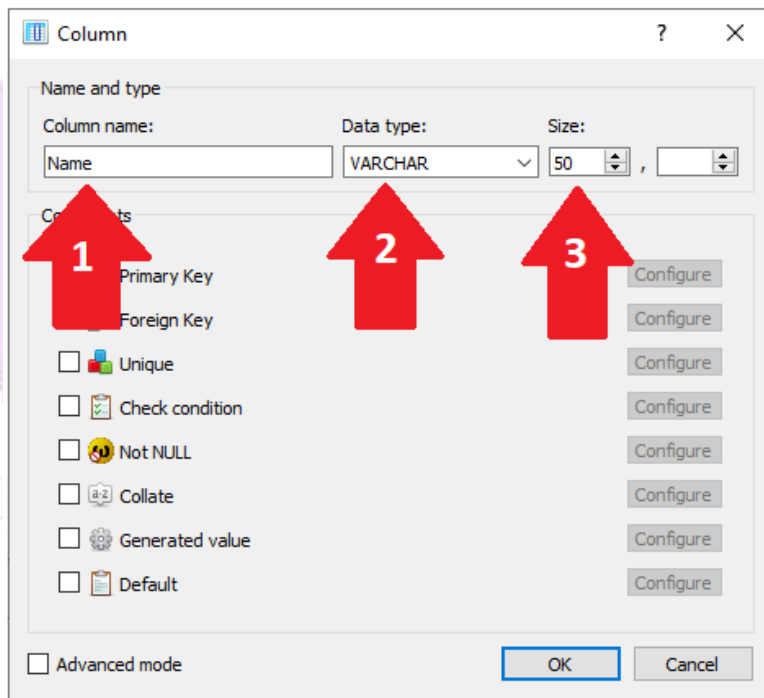 Column
Name and type
Column name: Data type: Size:
Name VARCHAR 50 ,
1 2 3
Primary Key Configure
Foreign Key Configure
Unique Configure
Check condition Configure
Not NULL Configure
a·z Collate Configure
Generated value Configure
Default Configure
Advanced mode OK Cancel